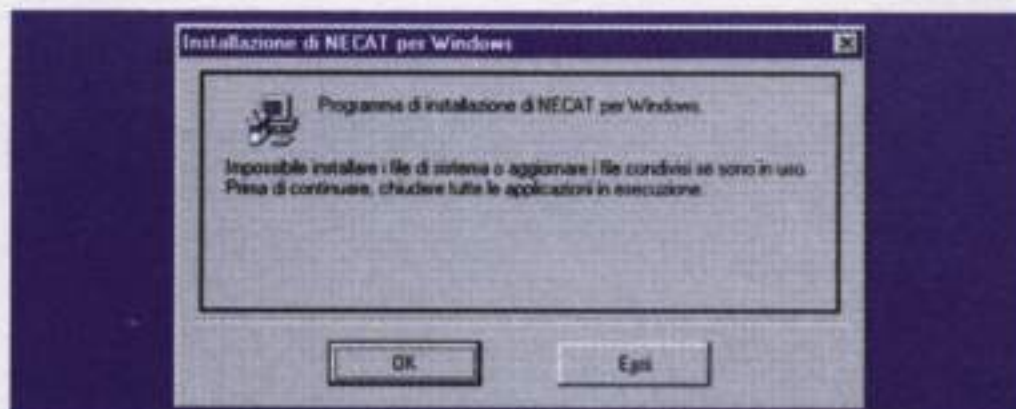 Installazione di NECAT per Windows
Programma di installazione di NECAT per Windows.
Impossibile installare i file di sistema o aggiornare i file condivisi se sono in uso.
Prima di continuare, chiudere tutte le applicazioni in esecuzione.
OK
Esci